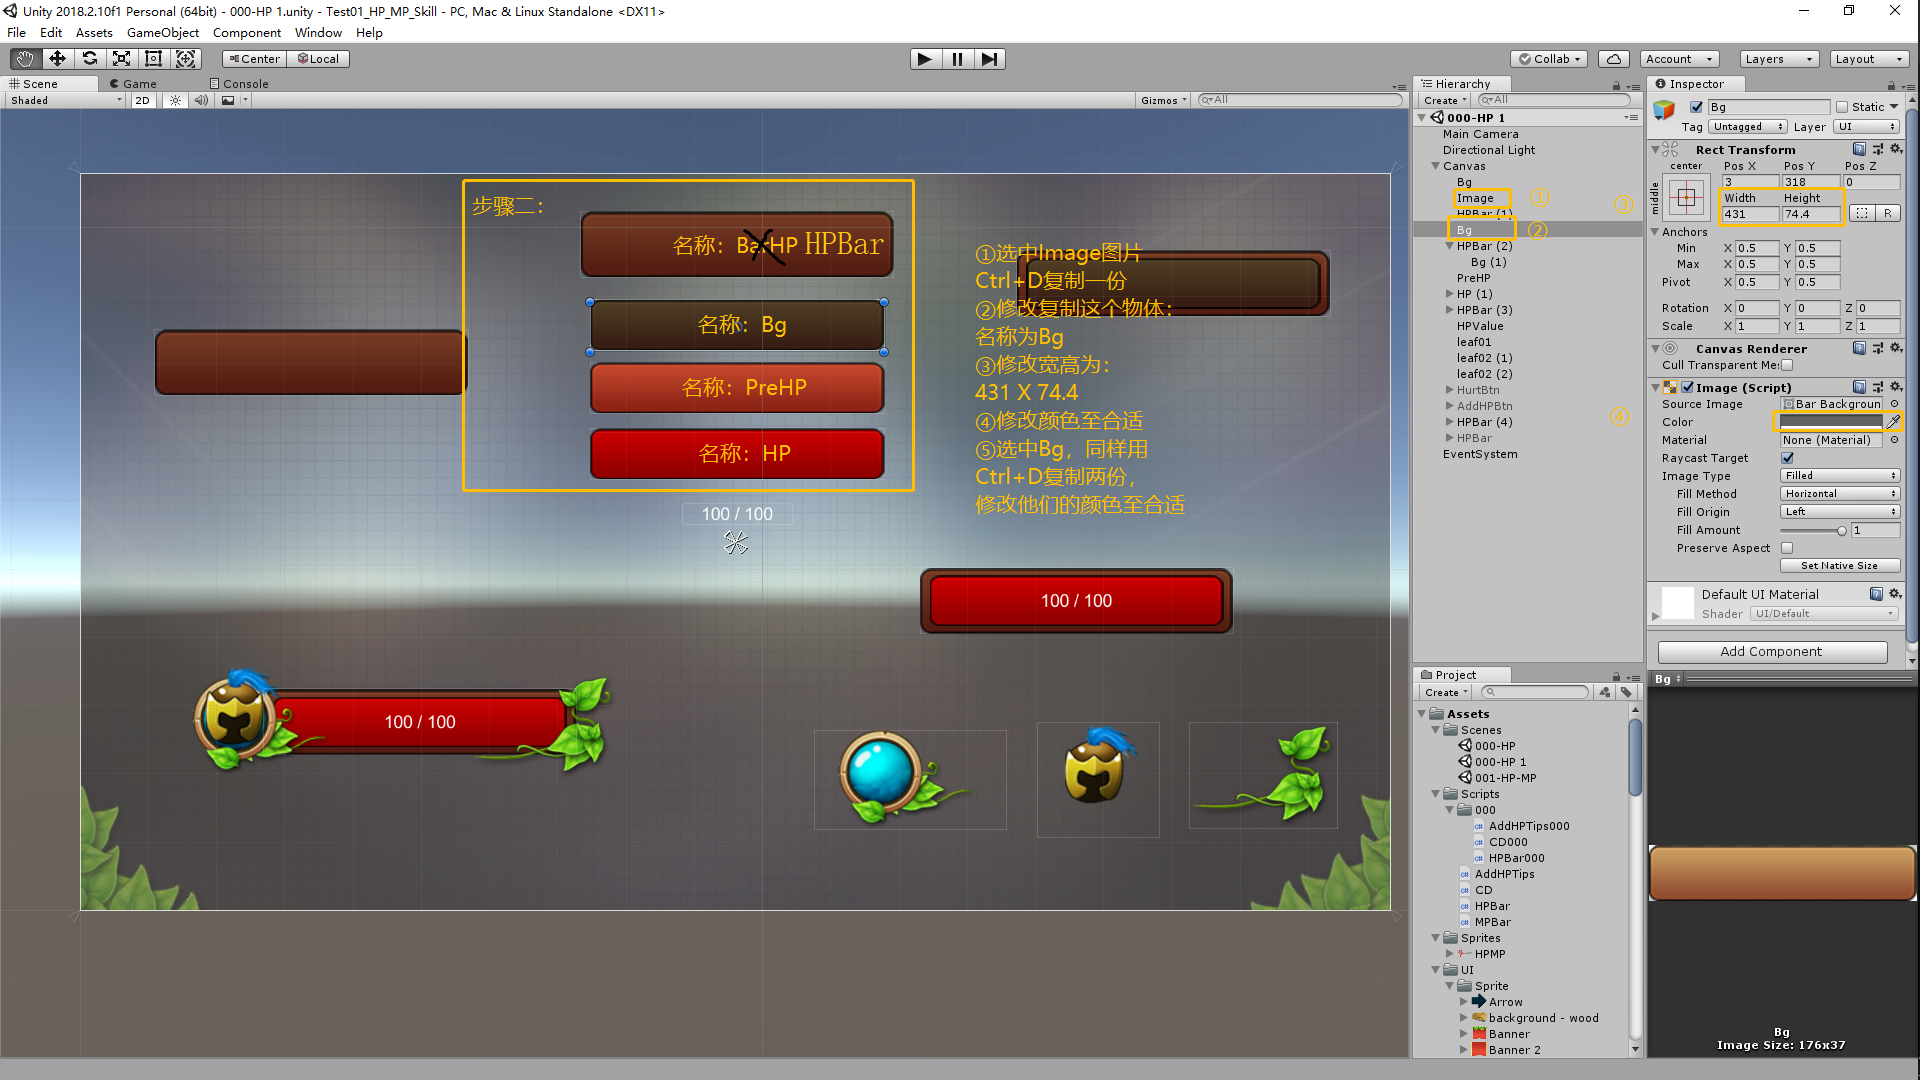 Unity 2018.2.10f1 Personal (64bit) - 000-HP 1.unity - Test01_HP_MP_Skill - PC, Mac & Linux Standalone <DX11>
File Edit Assets GameObject Component Window Help
Center Local
Collab Account Layers Layout
Scene Game Console
Shaded 2D Gizmos All
步骤二:
名称: BarHP HPBar
名称: Bg
名称: PreHP
名称: HP
100 / 100
①选中Image图片
Ctrl+D复制一份
②修改复制这个物体:
名称为Bg
③修改宽高为:
431 X 74.4
④修改颜色至合适
⑤选中Bg, 同样用
Ctrl+D复制两份,
修改他们的颜色至合适
100 / 100
100 / 100
Hierarchy
Create All
000-HP 1
Main Camera
Directional Light
Canvas
Bg
Image ①
HPBar (1) ③
Bg ②
HPBar (2)
Bg (1)
PreHP
HP (1)
HPBar (3)
HPValue
leaf01
leaf02 (1)
leaf02 (2)
HurtBtn
AddHPBtn
HPBar (4) ④
HPBar
EventSystem
Project
Create
Assets
Scenes
000-HP
000-HP 1
001-HP-MP
Scripts
000
AddHPTips000
CD000
HPBar000
AddHPTips
CD
HPBar
MPBar
Sprites
HPMP
UI
Sprite
Arrow
background - wood
Banner
Banner 2
Inspector
Bg Static
Tag Untagged Layer UI
Rect Transform
center Pos X Pos Y Pos Z
middle 3 318 0
Width Height
431 74.4 R
Anchors
Min X 0.5 Y 0.5
Max X 0.5 Y 0.5
Pivot X 0.5 Y 0.5
Rotation X 0 Y 0 Z 0
Scale X 1 Y 1 Z 1
Canvas Renderer
Cull Transparent Me:
Image (Script)
Source Image Bar Backgroun
Color
Material None (Material)
Raycast Target
Image Type Filled
Fill Method Horizontal
Fill Origin Left
Fill Amount 1
Preserve Aspect
Set Native Size
Default UI Material
Shader UI/Default
Add Component
Bg
Bg
Image Size: 176x37